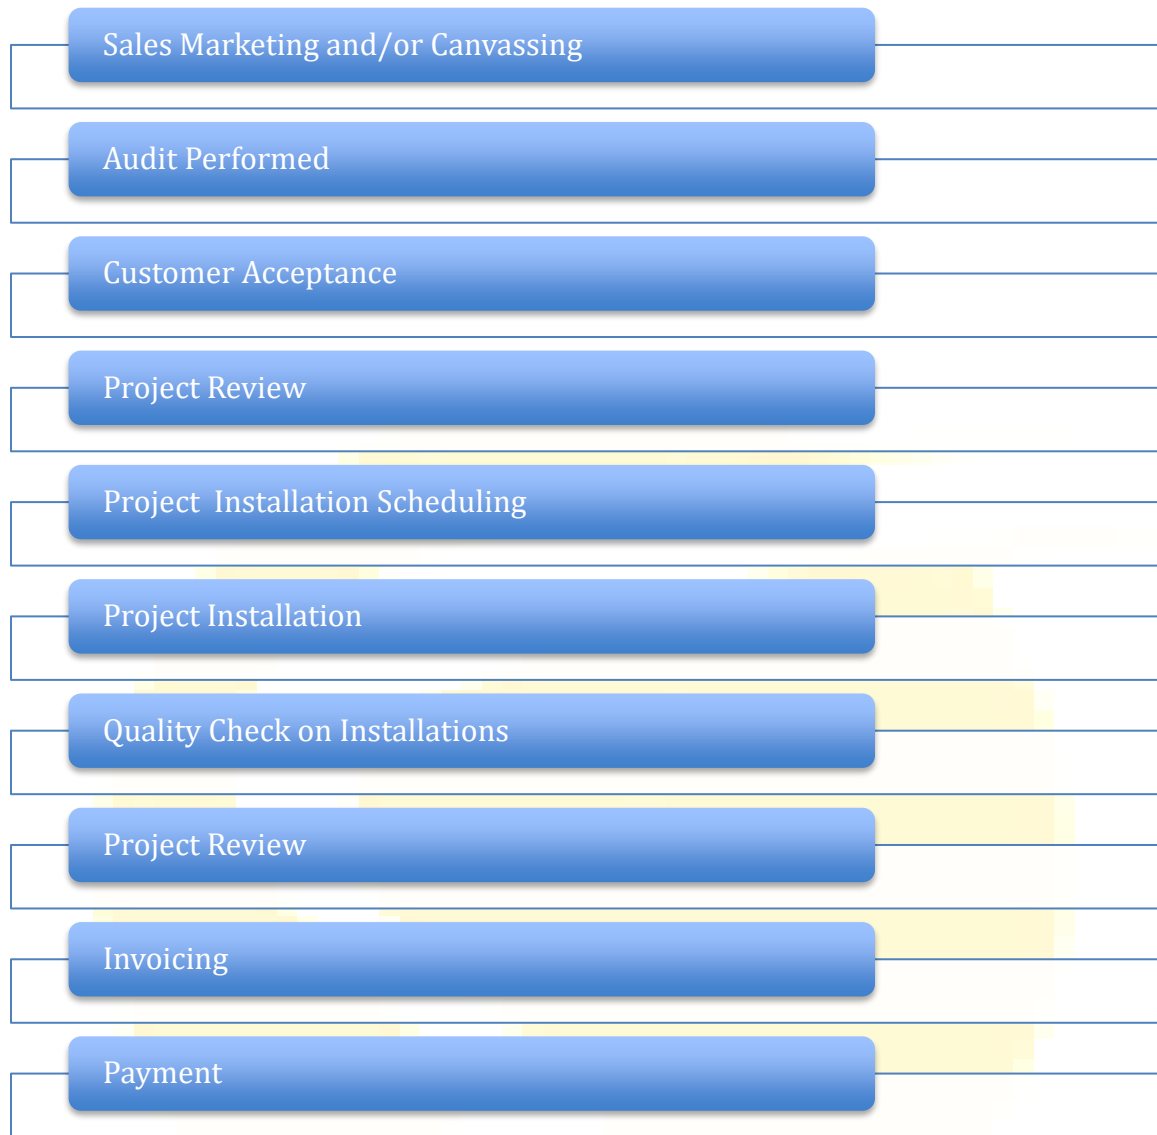 Sales Marketing and/or Canvassing
Audit Performed
Customer Acceptance
Project Review
Project  Installation Scheduling
Project Installation
Quality Check on Installations
Project Review
Invoicing
Payment